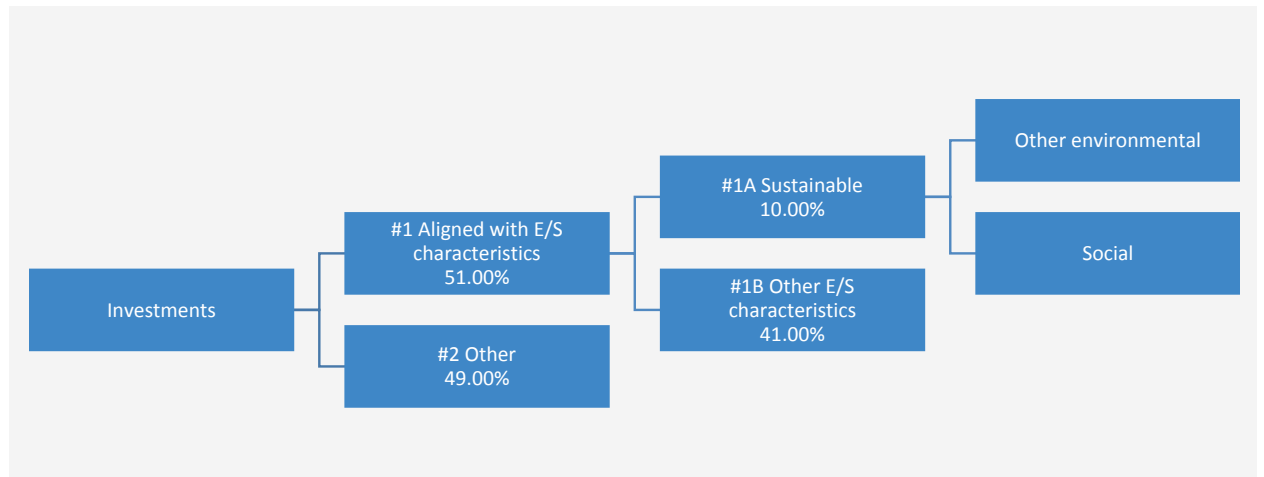 Investments
#1 Aligned with E/S
characteristics
51.00%
#2 Other
49.00%
#1A Sustainable
10.00%
#1B Other E/S
characteristics
41.00%
Other environmental
Social